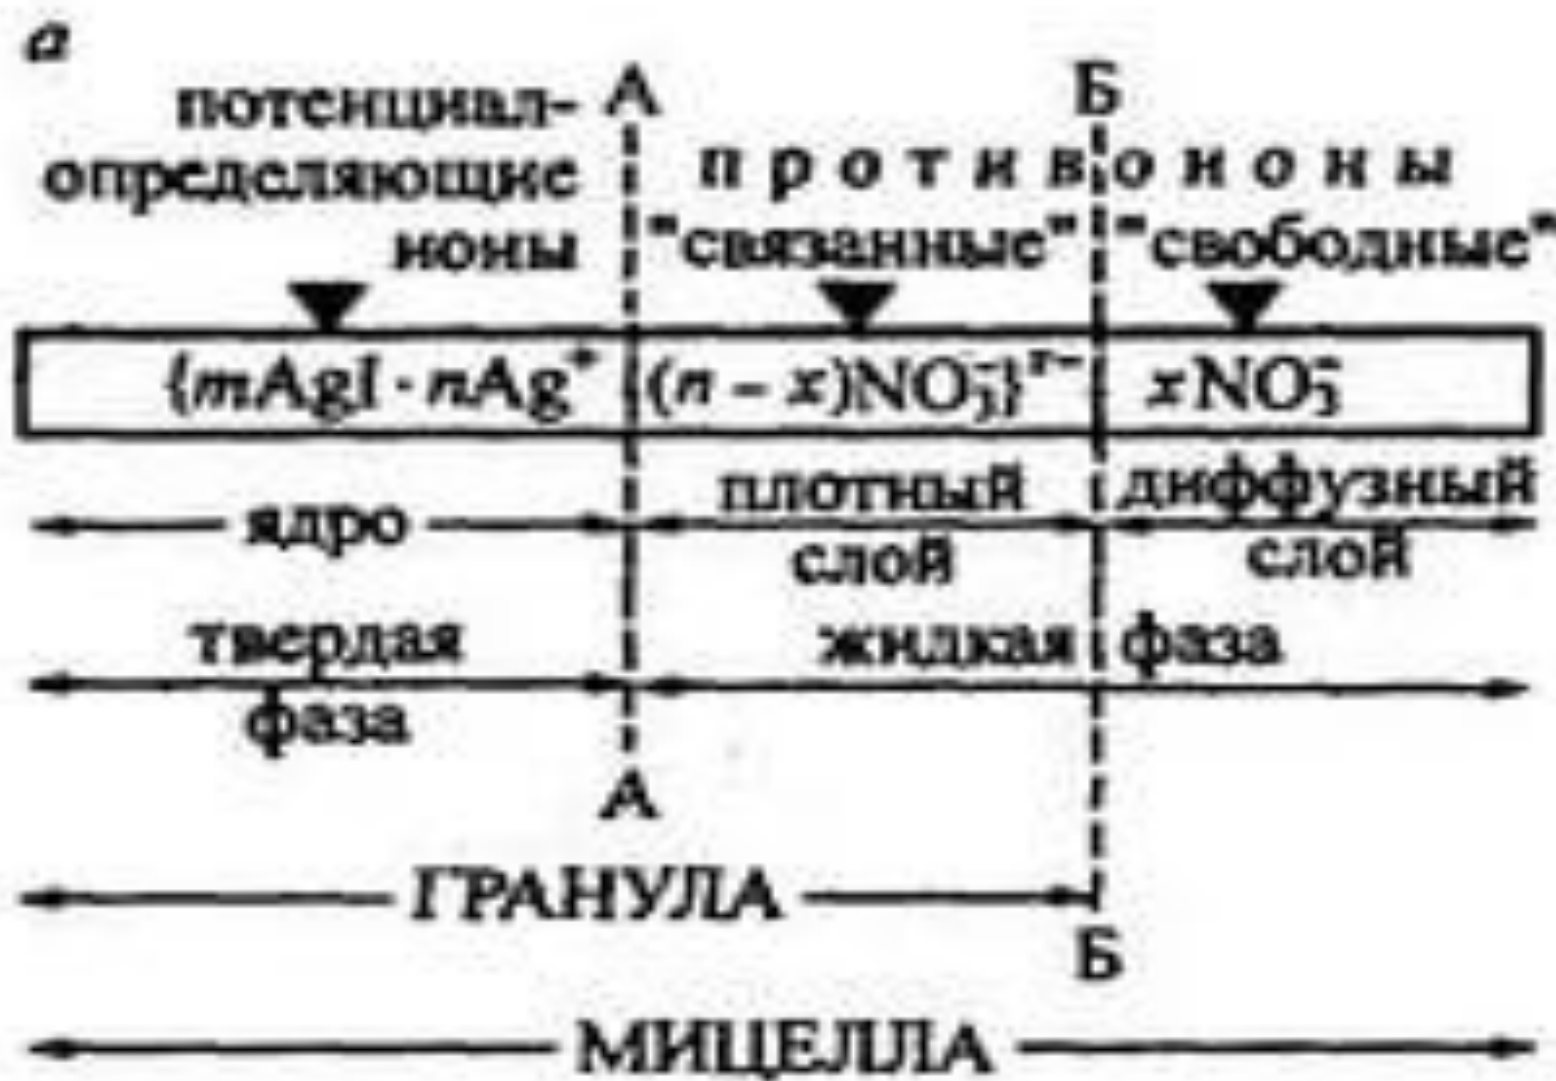 а
потенциал-
определяющие
ионы
А
Б
противоионы
"связанные" "свободные"
{mAgI · nAg⁺ (n – x)NO₃⁻}ˣ⁻ xNO₃⁻
ядро
плотный
слой
диффузный
слой
твердая
фаза
жидкая фаза
А
ГРАНУЛА
Б
МИЦЕЛЛА